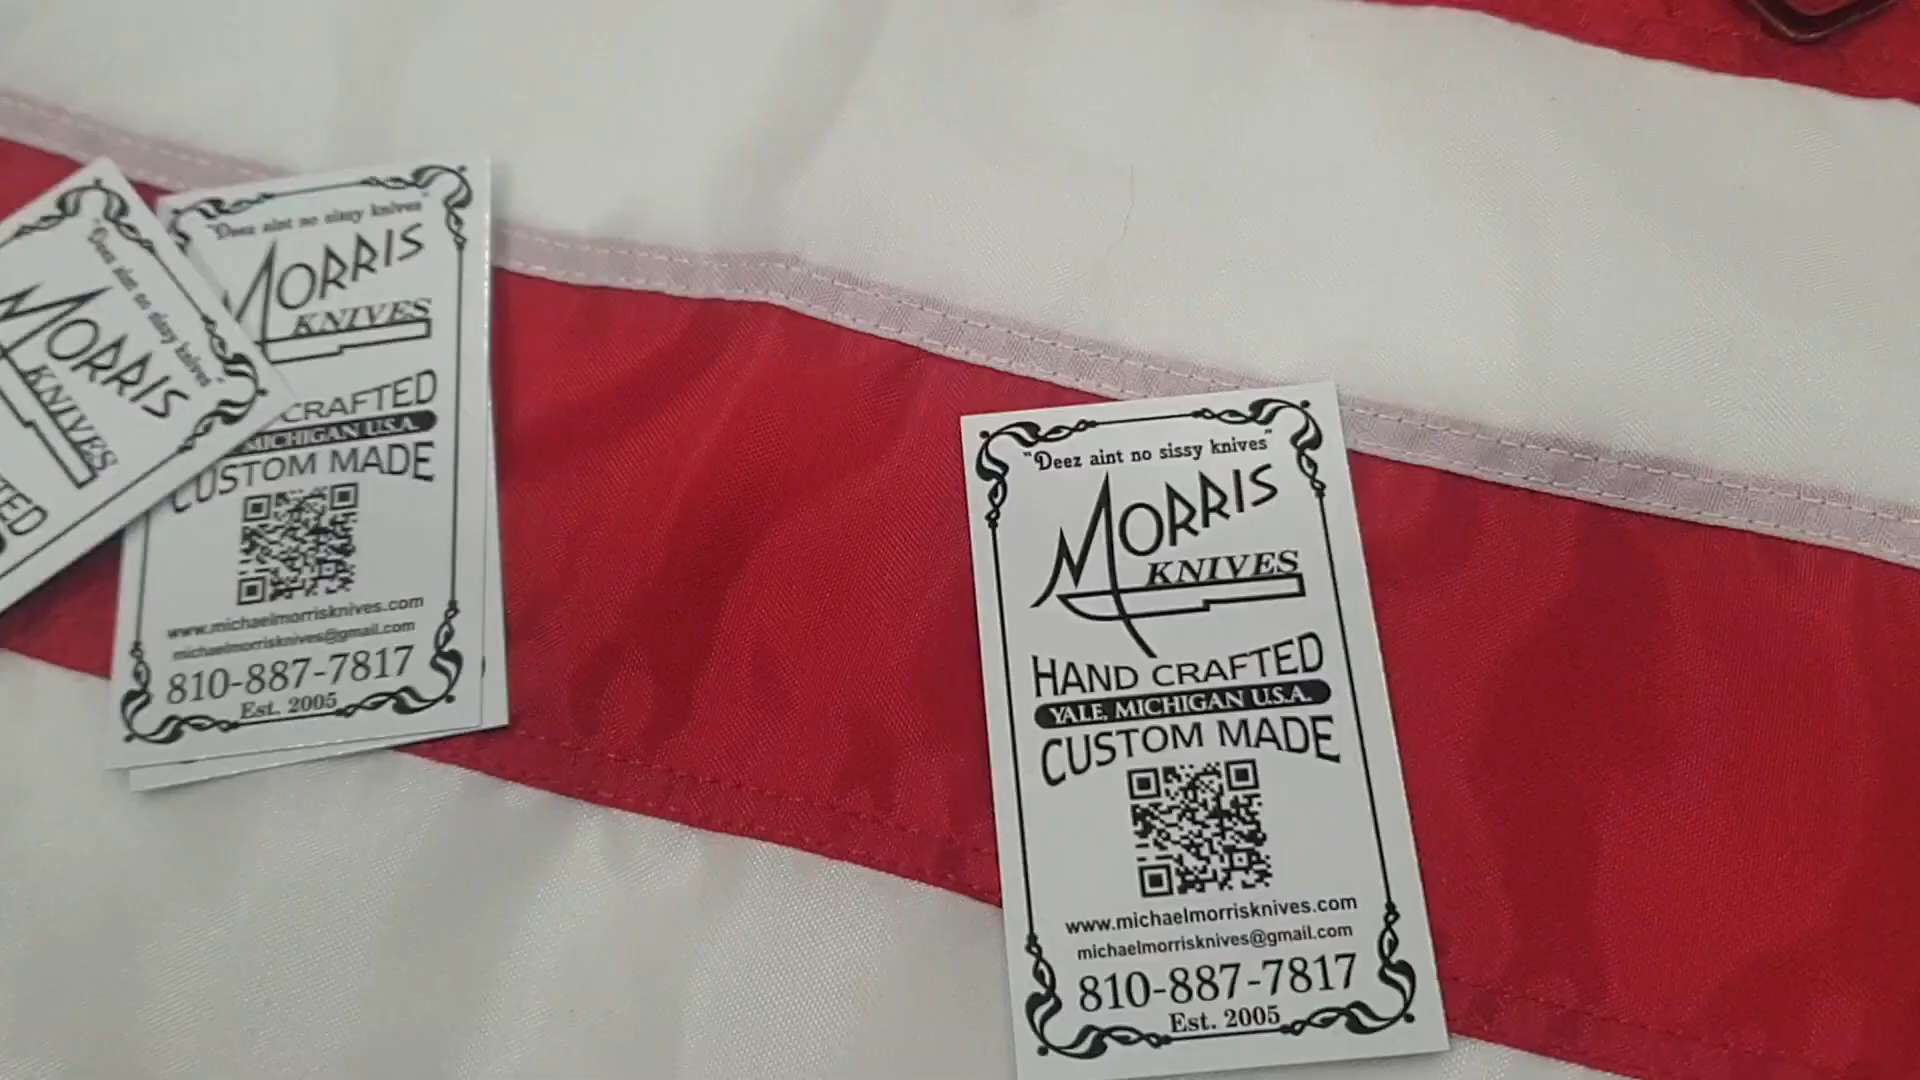 "Deez aint no sissy knives"
MORRIS
KNIVES
TED
"Deez aint no sissy knives"
MORRIS
KNIVES
CRAFTED
MICHIGAN U.S.A.
CUSTOM MADE
www.michaelmorrisknives.com
michaelmorrisknives@gmail.com
810-887-7817
Est. 2005
"Deez aint no sissy knives"
MORRIS
KNIVES
HAND CRAFTED
YALE, MICHIGAN U.S.A.
CUSTOM MADE
www.michaelmorrisknives.com
michaelmorrisknives@gmail.com
810-887-7817
Est. 2005